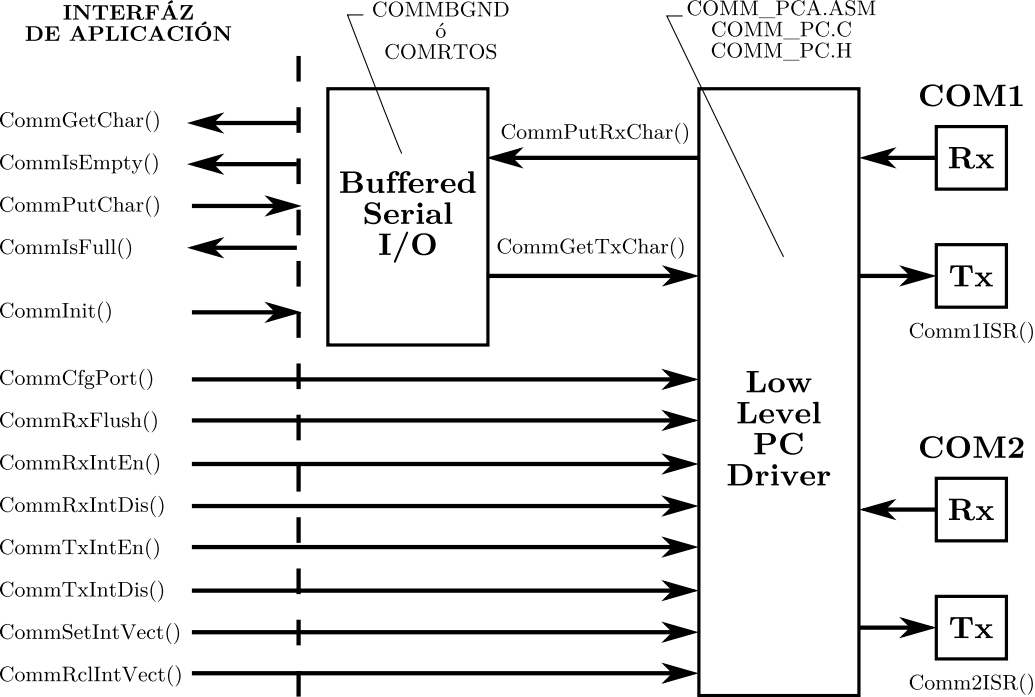 INTERFÁZ
DE APLICACIÓN
COMMBGND
ó
COMRTOS
COMM_PCA.ASM
COMM_PC.C
COMM_PC.H
CommGetChar()
CommIsEmpty()
CommPutChar()
CommIsFull()
CommInit()
CommCfgPort()
CommRxFlush()
CommRxIntEn()
CommRxIntDis()
CommTxIntEn()
CommTxIntDis()
CommSetIntVect()
CommRclIntVect()
Buffered
Serial
I/O
CommPutRxChar()
CommGetTxChar()
Low
Level
PC
Driver
COM1
Rx
Tx
Comm1ISR()
COM2
Rx
Tx
Comm2ISR()